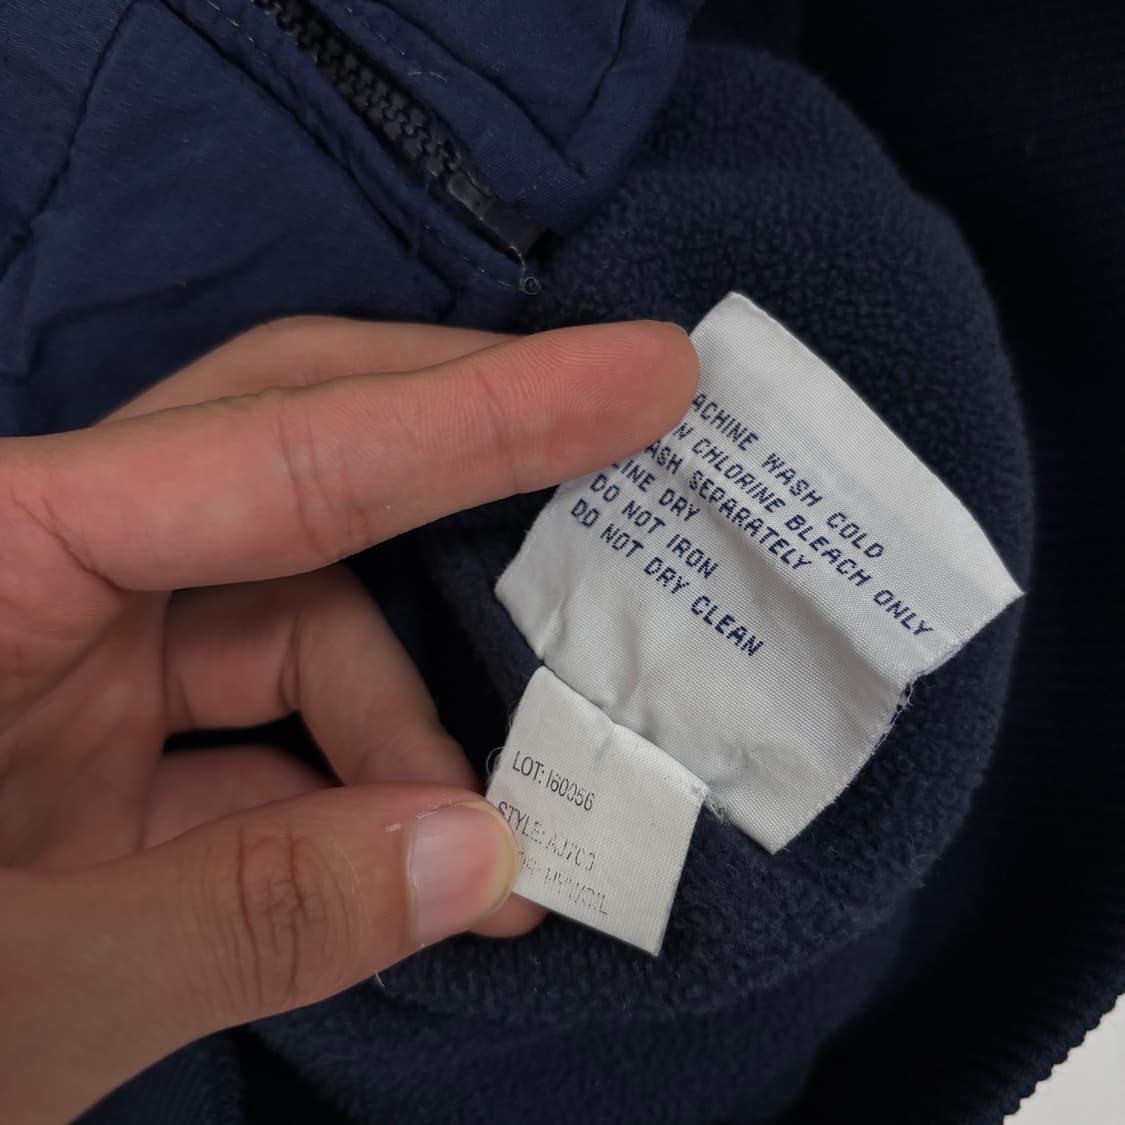 ACHINE WASH COLD
N CHLORINE BLEACH ONLY
ASH SEPARATELY
LINE DRY
DO NOT IRON
DO NOT DRY CLEAN
LOT: 160056
STYLE: